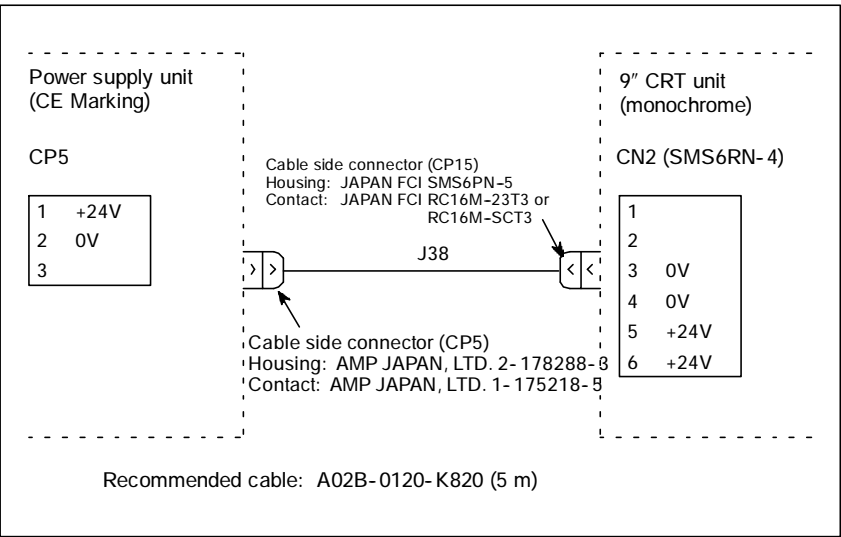 Power supply unit
(CE Marking)
CP5
1 +24V
2 0V
3
Cable side connector (CP15)
Housing: JAPAN FCI SMS6PN-5
Contact: JAPAN FCI RC16M-23T3 or
RC16M-SCT3
J38
Cable side connector (CP5)
Housing: AMP JAPAN, LTD. 2-178288-3
Contact: AMP JAPAN, LTD. 1-175218-5
9″ CRT unit
(monochrome)
CN2 (SMS6RN-4)
1
2
3 0V
4 0V
5 +24V
6 +24V
Recommended cable: A02B-0120-K820 (5 m)